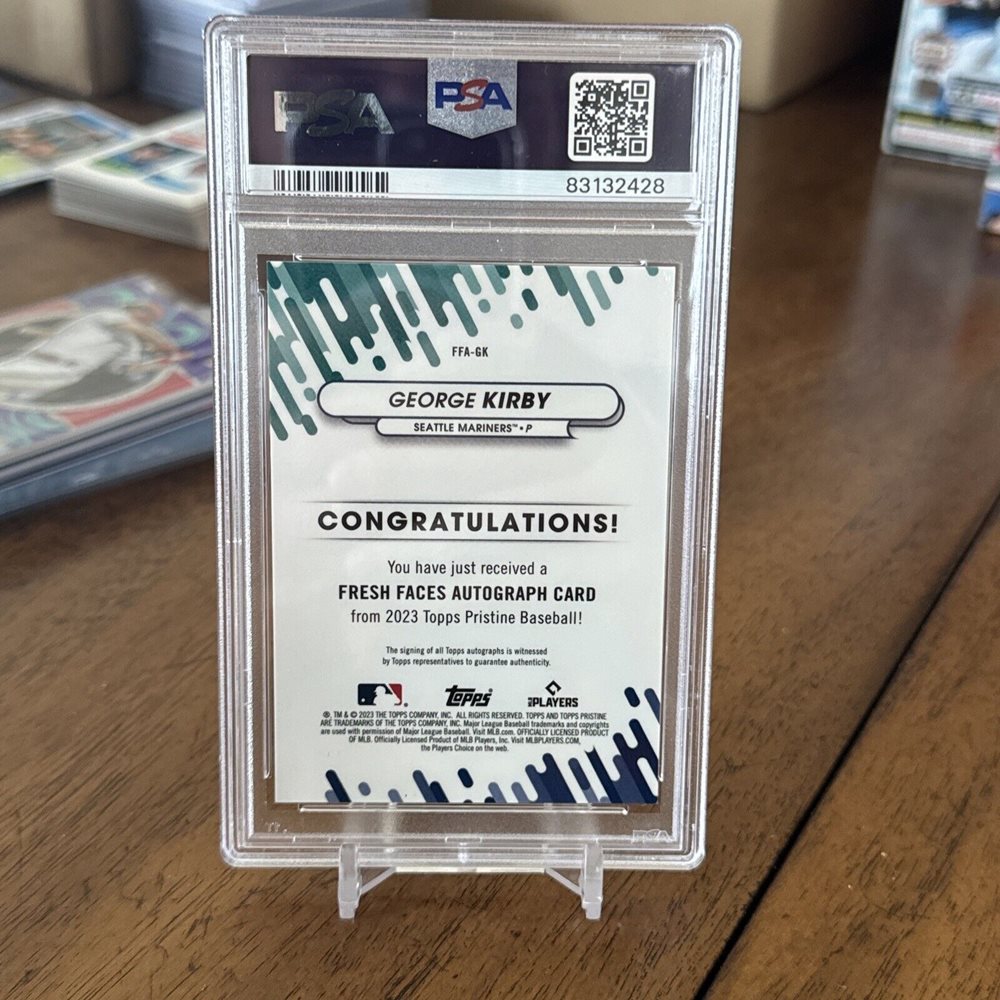 PSA
PSA
83132428
FFA-GK
GEORGE KIRBY
SEATTLE MARINERS™ • P
CONGRATULATIONS!
You have just received a
FRESH FACES AUTOGRAPH CARD
from 2023 Topps Pristine Baseball!
The signing of all Topps autographs is witnessed
by Topps representatives to guarantee authenticity.
Topps
MLB PLAYERS
®, TM & © 2023 THE TOPPS COMPANY, INC. ALL RIGHTS RESERVED. TOPPS AND TOPPS PRISTINE
ARE TRADEMARKS OF THE TOPPS COMPANY, INC. Major League Baseball trademarks and copyrights
are used with permission of Major League Baseball. Visit MLB.com. OFFICIALLY LICENSED PRODUCT
OF MLB. Officially Licensed Product of MLB Players, Inc. Visit MLBPLAYERS.COM,
the Players Choice on the web.
PSA